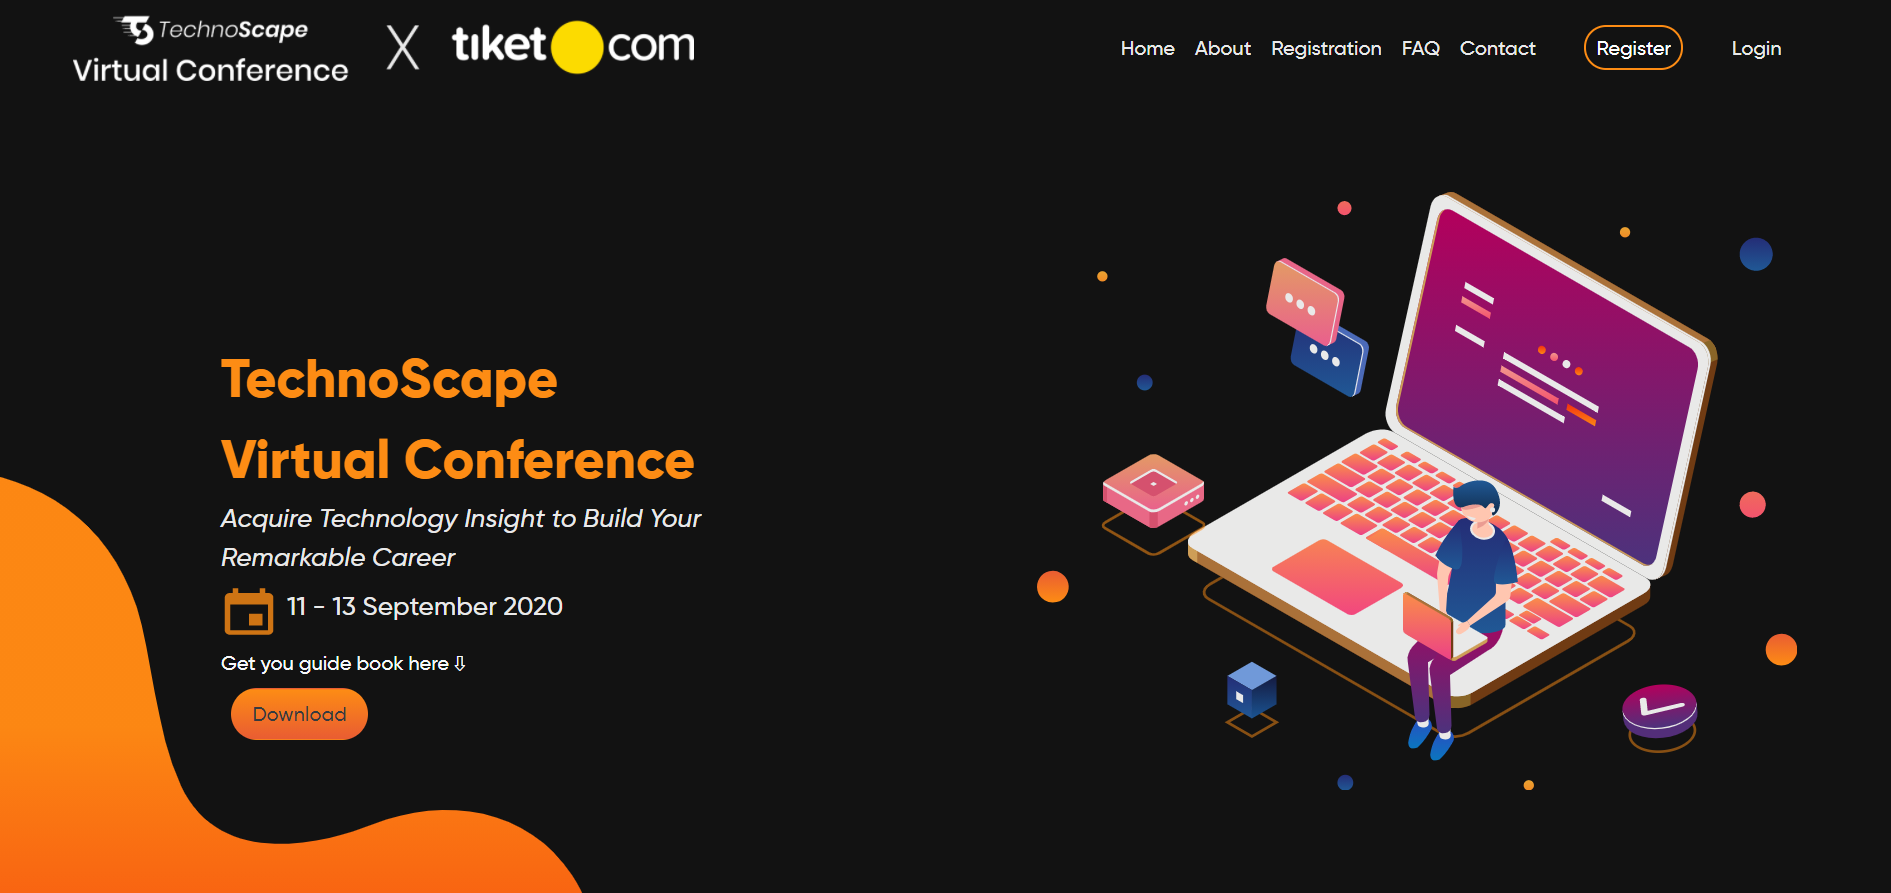 TechnoScape
Virtual Conference
X
tiket com
Home About Registration FAQ Contact Register Login
TechnoScape
Virtual Conference
Acquire Technology Insight to Build Your
Remarkable Career
11 - 13 September 2020
Get you guide book here ⇩
Download